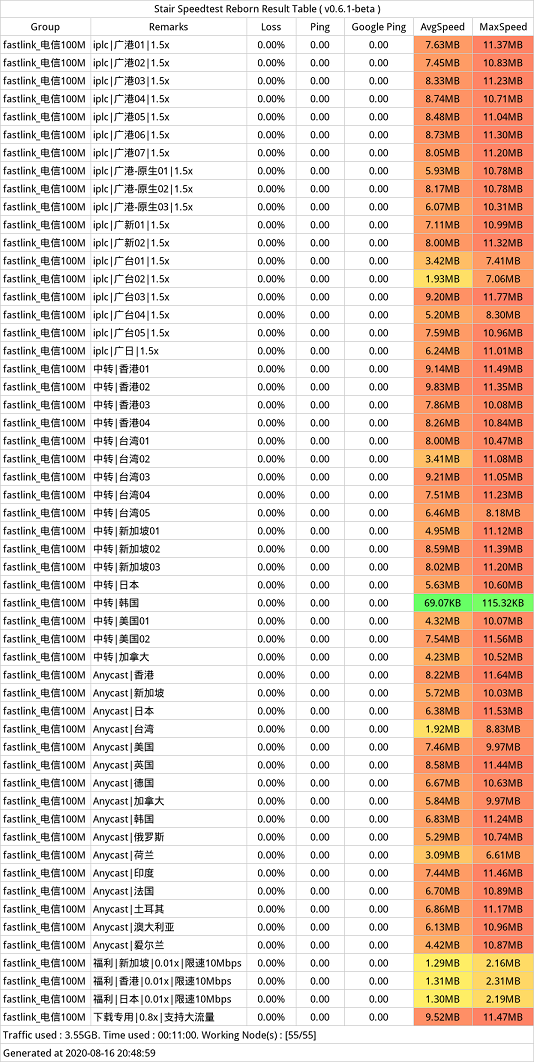 Stair Speedtest Reborn Result Table ( v0.6.1-beta )
Group Remarks Loss Ping Google Ping AvgSpeed MaxSpeed
fastlink_电信100M iplc|广港01|1.5x 0.00% 0.00 0.00 7.63MB 11.37MB
fastlink_电信100M iplc|广港02|1.5x 0.00% 0.00 0.00 7.45MB 10.83MB
fastlink_电信100M iplc|广港03|1.5x 0.00% 0.00 0.00 8.33MB 11.23MB
fastlink_电信100M iplc|广港04|1.5x 0.00% 0.00 0.00 8.74MB 10.71MB
fastlink_电信100M iplc|广港05|1.5x 0.00% 0.00 0.00 8.48MB 11.04MB
fastlink_电信100M iplc|广港06|1.5x 0.00% 0.00 0.00 8.73MB 11.30MB
fastlink_电信100M iplc|广港07|1.5x 0.00% 0.00 0.00 8.05MB 11.20MB
fastlink_电信100M iplc|广港-原生01|1.5x 0.00% 0.00 0.00 5.93MB 10.78MB
fastlink_电信100M iplc|广港-原生02|1.5x 0.00% 0.00 0.00 8.17MB 10.78MB
fastlink_电信100M iplc|广港-原生03|1.5x 0.00% 0.00 0.00 6.07MB 10.31MB
fastlink_电信100M iplc|广新01|1.5x 0.00% 0.00 0.00 7.11MB 10.99MB
fastlink_电信100M iplc|广新02|1.5x 0.00% 0.00 0.00 8.00MB 11.32MB
fastlink_电信100M iplc|广台01|1.5x 0.00% 0.00 0.00 3.42MB 7.41MB
fastlink_电信100M iplc|广台02|1.5x 0.00% 0.00 0.00 1.93MB 7.06MB
fastlink_电信100M iplc|广台03|1.5x 0.00% 0.00 0.00 9.20MB 11.77MB
fastlink_电信100M iplc|广台04|1.5x 0.00% 0.00 0.00 5.20MB 8.30MB
fastlink_电信100M iplc|广台05|1.5x 0.00% 0.00 0.00 7.59MB 10.96MB
fastlink_电信100M iplc|广日|1.5x 0.00% 0.00 0.00 6.24MB 11.01MB
fastlink_电信100M 中转|香港01 0.00% 0.00 0.00 9.14MB 11.49MB
fastlink_电信100M 中转|香港02 0.00% 0.00 0.00 9.83MB 11.35MB
fastlink_电信100M 中转|香港03 0.00% 0.00 0.00 7.86MB 10.08MB
fastlink_电信100M 中转|香港04 0.00% 0.00 0.00 8.26MB 10.84MB
fastlink_电信100M 中转|台湾01 0.00% 0.00 0.00 8.00MB 10.47MB
fastlink_电信100M 中转|台湾02 0.00% 0.00 0.00 3.41MB 11.08MB
fastlink_电信100M 中转|台湾03 0.00% 0.00 0.00 9.21MB 11.05MB
fastlink_电信100M 中转|台湾04 0.00% 0.00 0.00 7.51MB 11.23MB
fastlink_电信100M 中转|台湾05 0.00% 0.00 0.00 6.46MB 8.18MB
fastlink_电信100M 中转|新加坡01 0.00% 0.00 0.00 4.95MB 11.12MB
fastlink_电信100M 中转|新加坡02 0.00% 0.00 0.00 8.59MB 11.39MB
fastlink_电信100M 中转|新加坡03 0.00% 0.00 0.00 8.02MB 11.20MB
fastlink_电信100M 中转|日本 0.00% 0.00 0.00 5.63MB 10.60MB
fastlink_电信100M 中转|韩国 0.00% 0.00 0.00 69.07KB 115.32KB
fastlink_电信100M 中转|美国01 0.00% 0.00 0.00 4.32MB 10.07MB
fastlink_电信100M 中转|美国02 0.00% 0.00 0.00 7.54MB 11.56MB
fastlink_电信100M 中转|加拿大 0.00% 0.00 0.00 4.23MB 10.52MB
fastlink_电信100M Anycast|香港 0.00% 0.00 0.00 8.22MB 11.64MB
fastlink_电信100M Anycast|新加坡 0.00% 0.00 0.00 5.72MB 10.03MB
fastlink_电信100M Anycast|日本 0.00% 0.00 0.00 6.38MB 11.53MB
fastlink_电信100M Anycast|台湾 0.00% 0.00 0.00 1.92MB 8.83MB
fastlink_电信100M Anycast|美国 0.00% 0.00 0.00 7.46MB 9.97MB
fastlink_电信100M Anycast|英国 0.00% 0.00 0.00 8.58MB 11.44MB
fastlink_电信100M Anycast|德国 0.00% 0.00 0.00 6.67MB 10.63MB
fastlink_电信100M Anycast|加拿大 0.00% 0.00 0.00 5.84MB 9.97MB
fastlink_电信100M Anycast|韩国 0.00% 0.00 0.00 6.83MB 11.24MB
fastlink_电信100M Anycast|俄罗斯 0.00% 0.00 0.00 5.29MB 10.74MB
fastlink_电信100M Anycast|荷兰 0.00% 0.00 0.00 3.09MB 6.61MB
fastlink_电信100M Anycast|印度 0.00% 0.00 0.00 7.44MB 11.46MB
fastlink_电信100M Anycast|法国 0.00% 0.00 0.00 6.70MB 10.89MB
fastlink_电信100M Anycast|土耳其 0.00% 0.00 0.00 6.86MB 11.17MB
fastlink_电信100M Anycast|澳大利亚 0.00% 0.00 0.00 6.13MB 10.96MB
fastlink_电信100M Anycast|爱尔兰 0.00% 0.00 0.00 4.42MB 10.87MB
fastlink_电信100M 福利|新加坡|0.01x|限速10Mbps 0.00% 0.00 0.00 1.29MB 2.16MB
fastlink_电信100M 福利|香港|0.01x|限速10Mbps 0.00% 0.00 0.00 1.31MB 2.31MB
fastlink_电信100M 福利|日本|0.01x|限速10Mbps 0.00% 0.00 0.00 1.30MB 2.19MB
fastlink_电信100M 下载专用|0.8x|支持大流量 0.00% 0.00 0.00 9.52MB 11.47MB
Traffic used : 3.55GB. Time used : 00:11:00. Working Node(s) : [55/55]
Generated at 2020-08-16 20:48:59